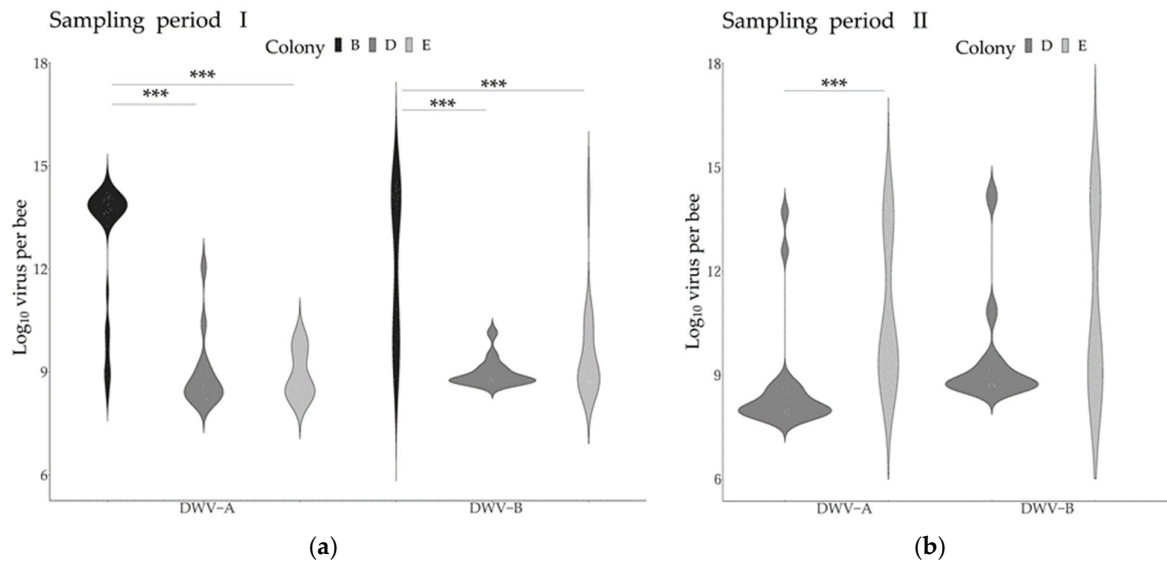 Sampling period I
Colony B D E
Log₁₀ virus per bee
18
15
12
9
6
***
***
***
***
DWV-A
DWV-B
(a)
Sampling period II
Colony D E
Log₁₀ virus per bee
18
15
12
9
6
***
DWV-A
DWV-B
(b)